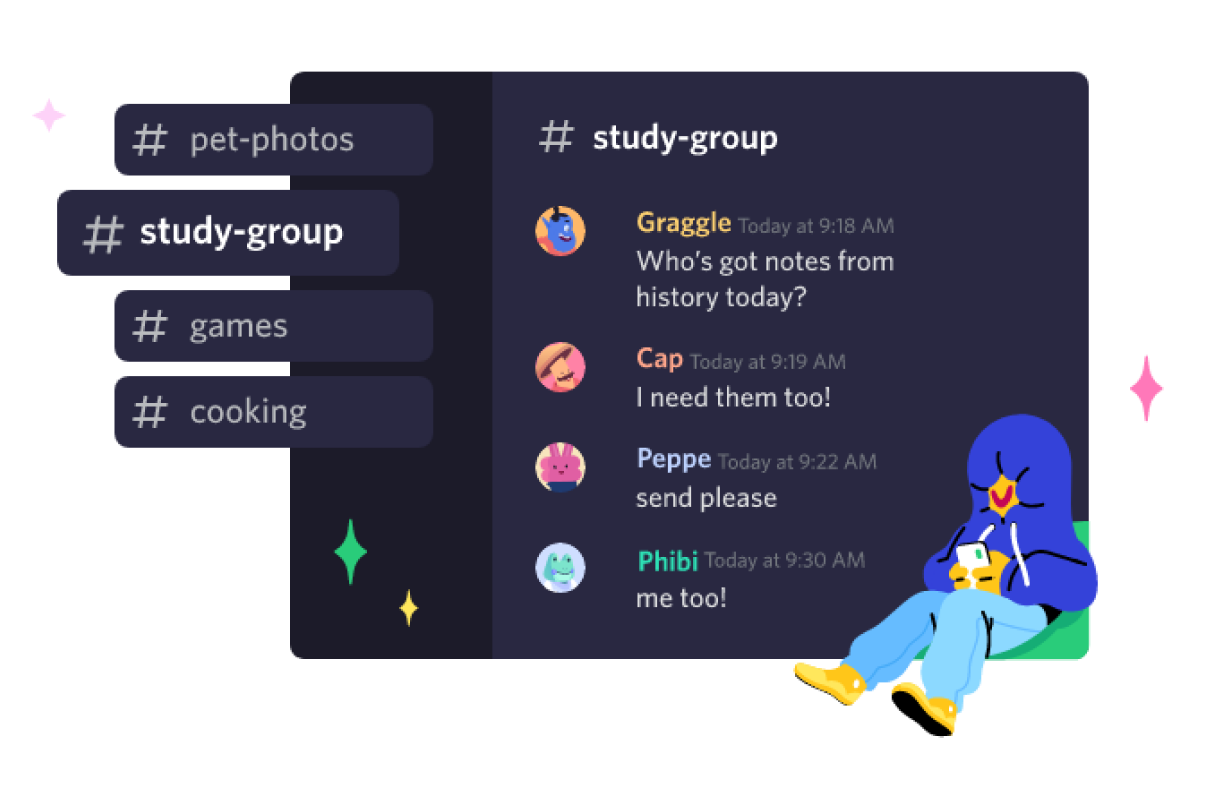 # pet-photos
# study-group
# games
# cooking
# study-group
Graggle Today at 9:18 AM
Who’s got notes from
history today?
Cap Today at 9:19 AM
I need them too!
Peppe Today at 9:22 AM
send please
Phibi Today at 9:30 AM
me too!